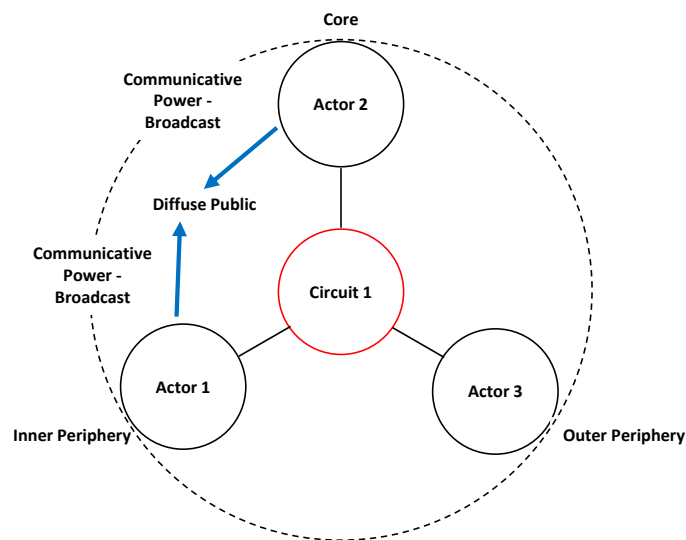 Core
Communicative
Power -
Broadcast
Actor 2
Diffuse Public
Communicative
Power -
Broadcast
Circuit 1
Actor 1
Actor 3
Inner Periphery
Outer Periphery